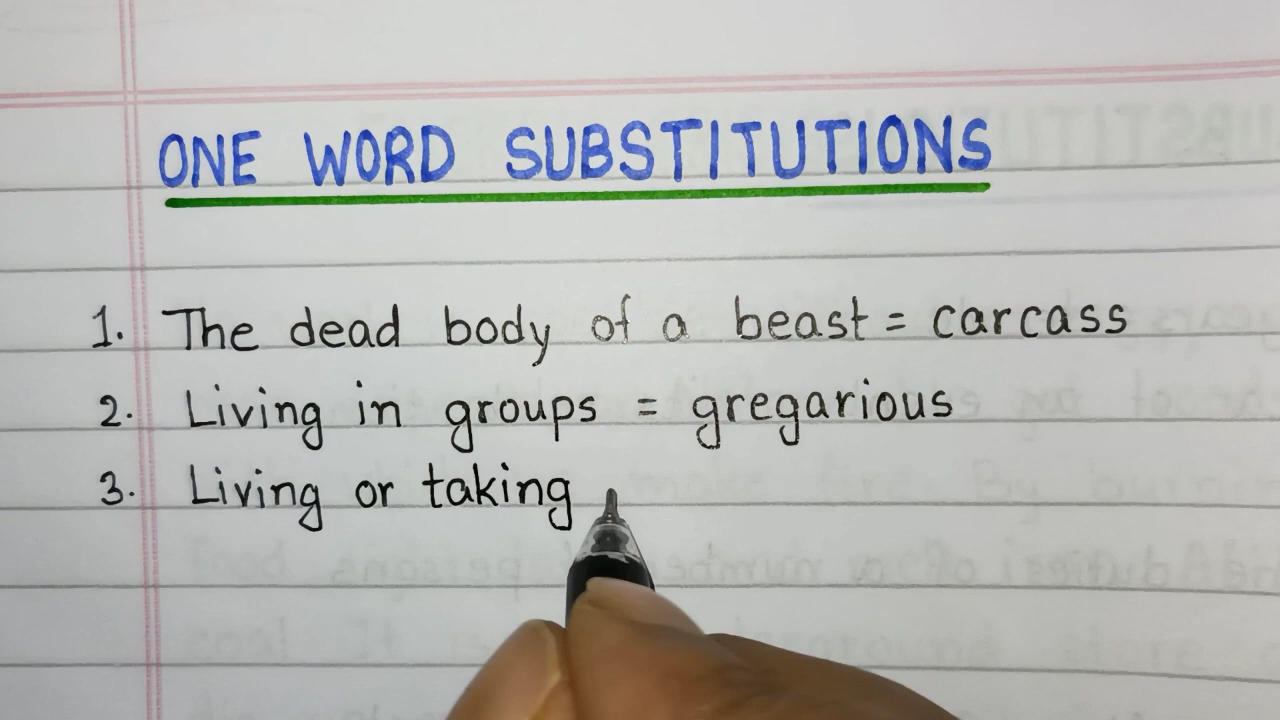 ONE WORD SUBSTITUTIONS
1. The dead body of a beast = carcass
2. Living in groups = gregarious
3. Living or taking